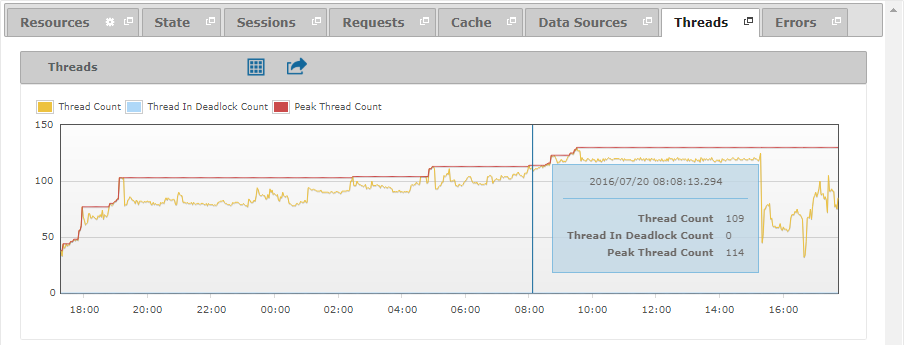 Resources State Sessions Requests Cache Data Sources Threads Errors
Threads
Thread Count Thread In Deadlock Count Peak Thread Count
150
100
50
0
2016/07/20 08:08:13.294
Thread Count 109
Thread In Deadlock Count 0
Peak Thread Count 114
18:00 20:00 22:00 00:00 02:00 04:00 06:00 08:00 10:00 12:00 14:00 16:00